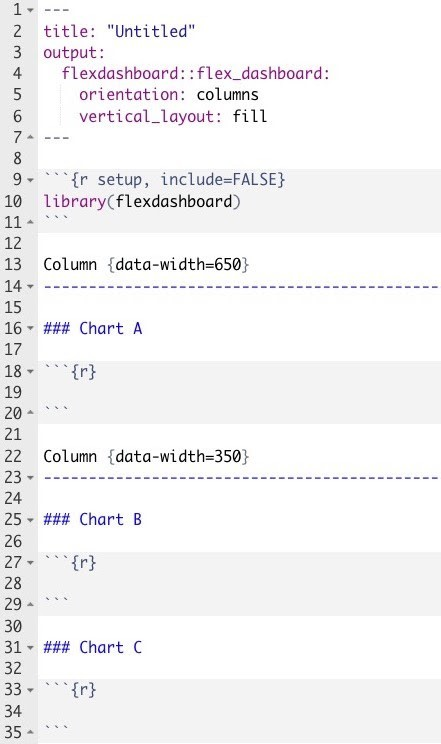 1 ---
2 title: "Untitled"
3 output:
4   flexdashboard::flex_dashboard:
5     orientation: columns
6     vertical_layout: fill
7 ---
8
9 ```{r setup, include=FALSE}
10 library(flexdashboard)
11 ```
12
13 Column {data-width=650}
14 -----------------------------------------------
15
16 ### Chart A
17
18 ```{r}
19
20 ```
21
22 Column {data-width=350}
23 -----------------------------------------------
24
25 ### Chart B
26
27 ```{r}
28
29 ```
30
31 ### Chart C
32
33 ```{r}
34
35 ```